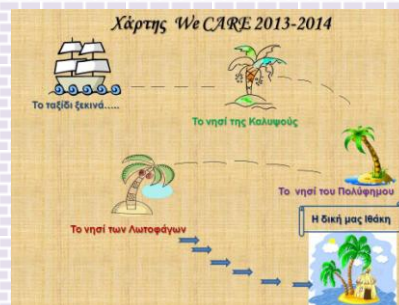 Χάρτης We CARE 2013-2014
Το ταξίδι ξεκινά.....
Το νησί της Καλυψούς
Το νησί του Πολύφημου
Το νησί των Λωτοφάγων
Η δική μας Ιθάκη